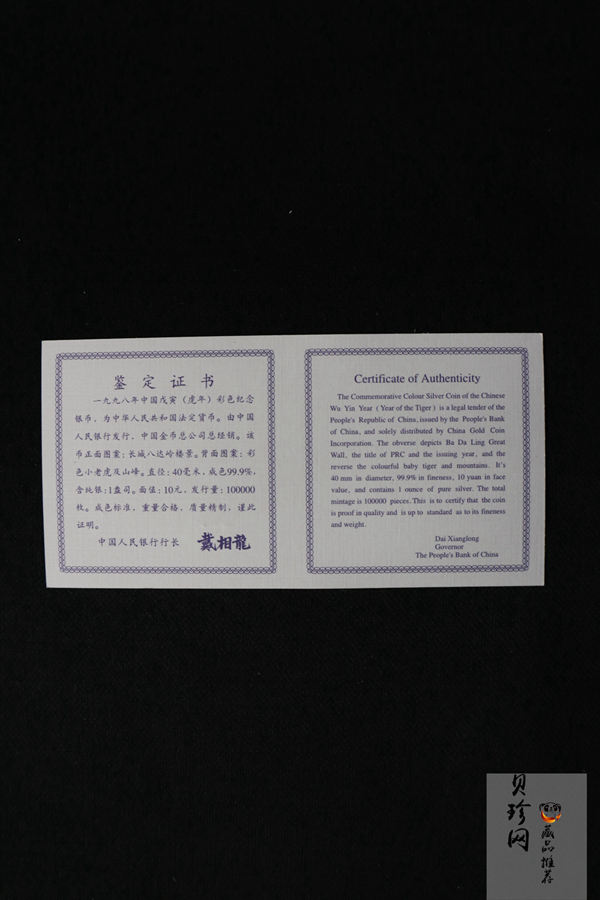 鉴定证书
一九九八年中国戊寅（虎年）彩色纪念
银币，为中华人民共和国法定货币。由中国
人民银行发行，中国金币总公司总经销。该
币正面图案：长城八达岭楼景。背面图案：彩
色小老虎及山峰。直径：40毫米，成色99.9%，
含纯银：1盎司。面值：10元，发行量：100000
枚。成色标准，重量合格，质量精制，谨此
证明。
中国人民银行行长 戴相龍
Certificate of Authenticity
The Commemorative Colour Silver Coin of the Chinese
Wu Yin Year ( Year of the Tiger ) is a legal tender of the
People's Republic of China, issued by the People's Bank
of China, and solely distributed by China Gold Coin
Incorporation. The obverse depicts Ba Da Ling Great
Wall, the title of PRC and the issuing year, and the
reverse the colourful baby tiger and mountains. It's
40 mm in diameter, 99.9% in fineness, 10 yuan in face
value, and contains 1 ounce of pure silver. The total
mintage is 100000 pieces. This is to certify that the coin
is proof in quality and is up to standard as to its fineness
and weight.
Dai Xianglong
Governor
The People's Bank of China
贝珍网
藏品推荐